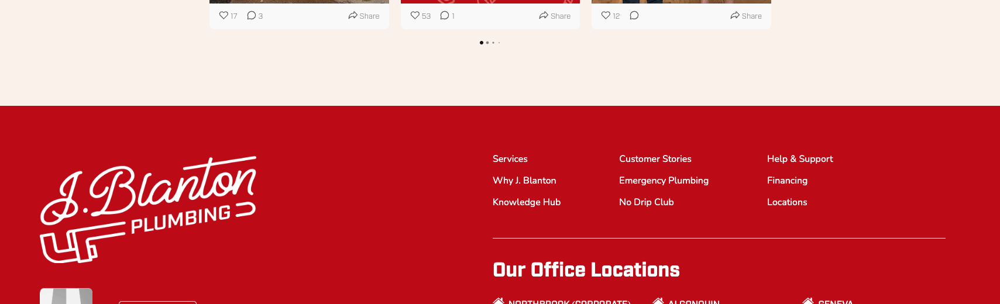 17 3 Share 53 1 Share 12 Share
J. Blanton
PLUMBING
Services Customer Stories Help & Support
Why J. Blanton Emergency Plumbing Financing
Knowledge Hub No Drip Club Locations
Our Office Locations
NORTHBROOK (CORPORATE) ALGONQUIN GENEVA